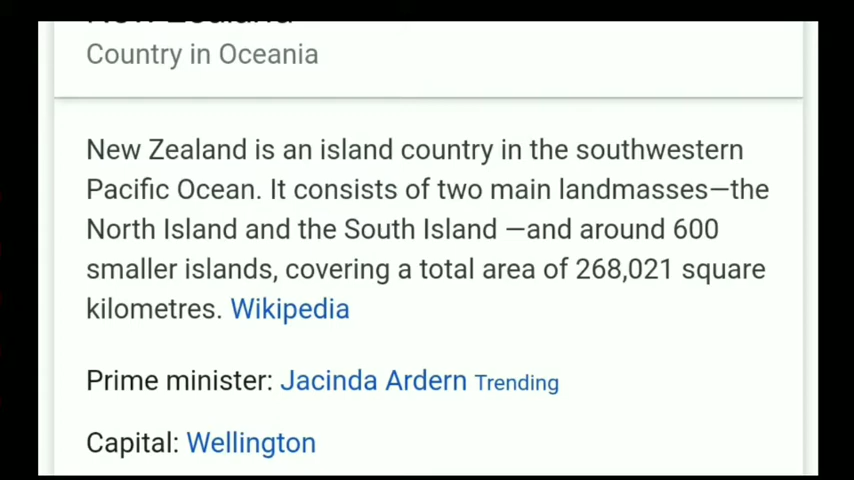 New Zealand
Country in Oceania
New Zealand is an island country in the southwestern
Pacific Ocean. It consists of two main landmasses—the
North Island and the South Island —and around 600
smaller islands, covering a total area of 268,021 square
kilometres. Wikipedia
Prime minister: Jacinda Ardern Trending
Capital: Wellington